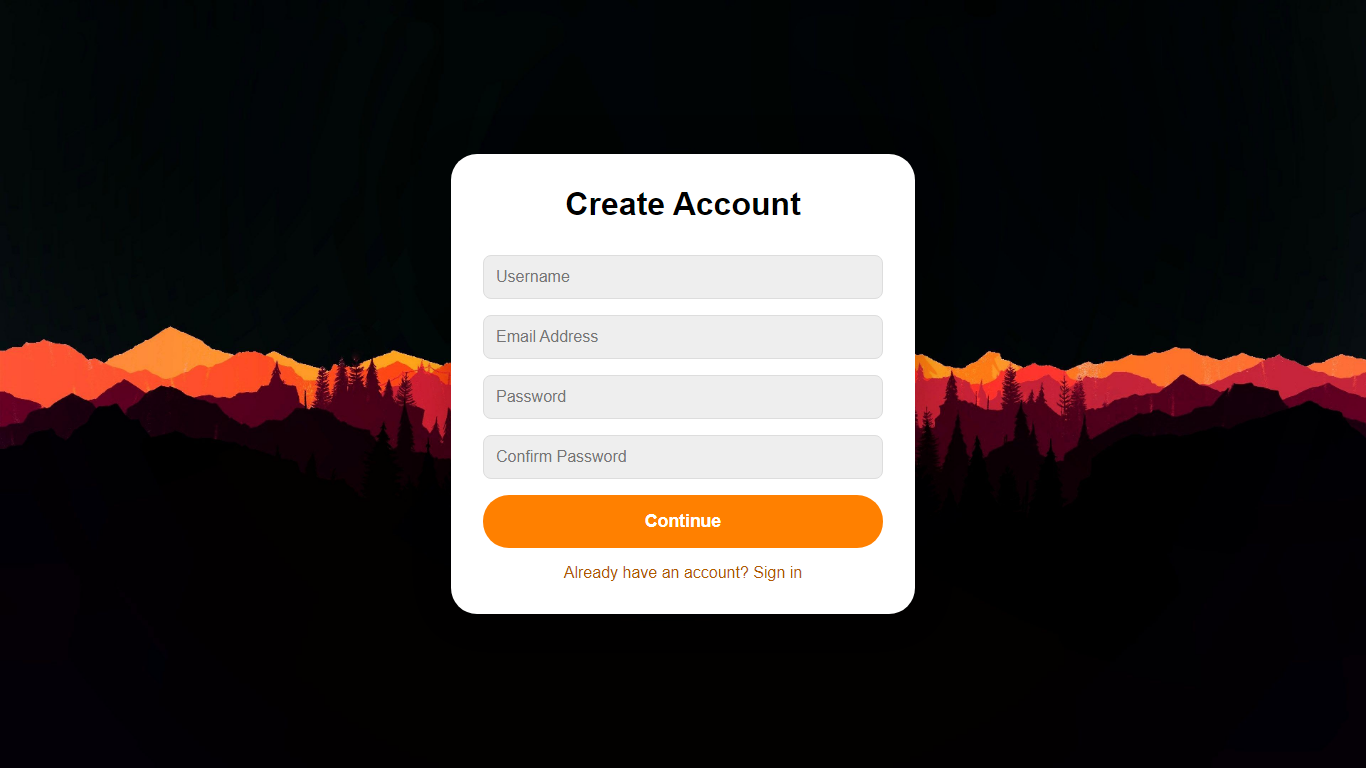 Create Account
Username
Email Address
Password
Confirm Password
Continue
Already have an account? Sign in